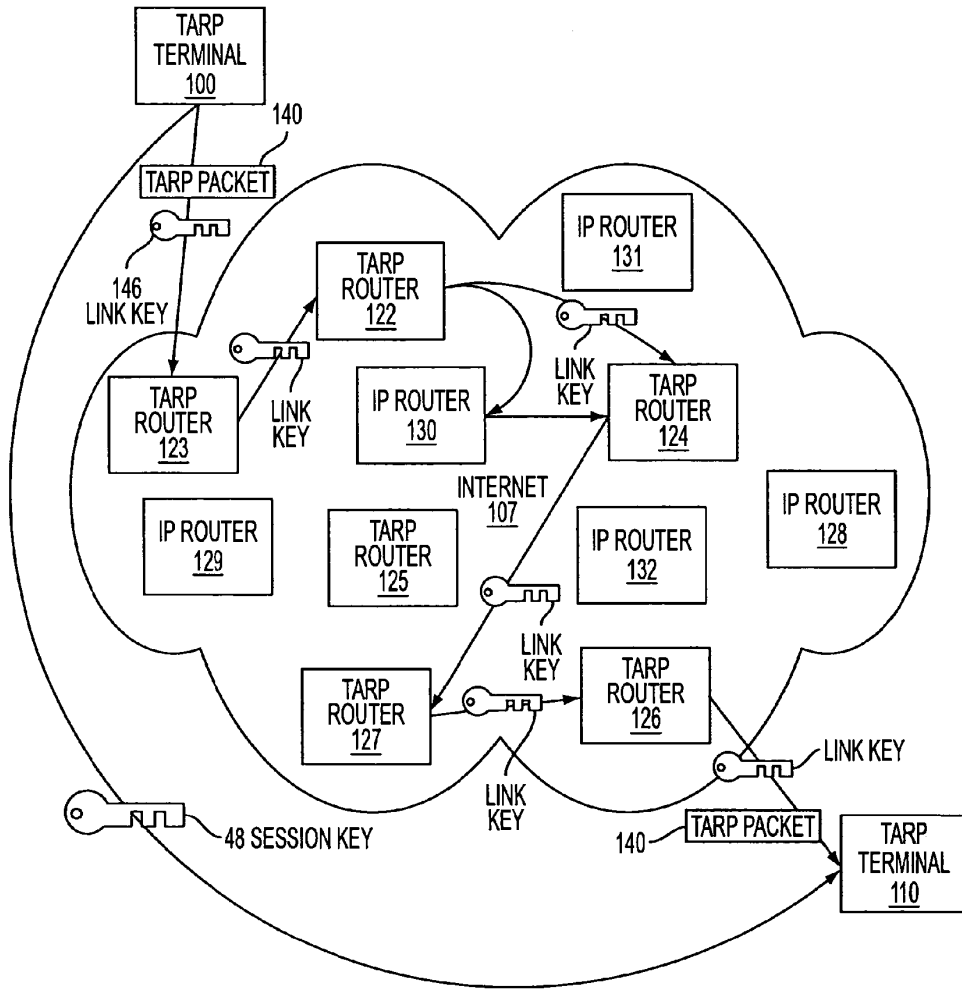 TARP
TERMINAL
100
140
TARP PACKET
146
LINK KEY
IP ROUTER
131
TARP
ROUTER
122
LINK
KEY
LINK
KEY
TARP
ROUTER
123
IP ROUTER
130
TARP
ROUTER
124
INTERNET
107
IP ROUTER
129
TARP
ROUTER
125
IP ROUTER
132
IP ROUTER
128
LINK
KEY
TARP
ROUTER
127
TARP
ROUTER
126
LINK
KEY
LINK KEY
48 SESSION KEY
140
TARP PACKET
TARP
TERMINAL
110